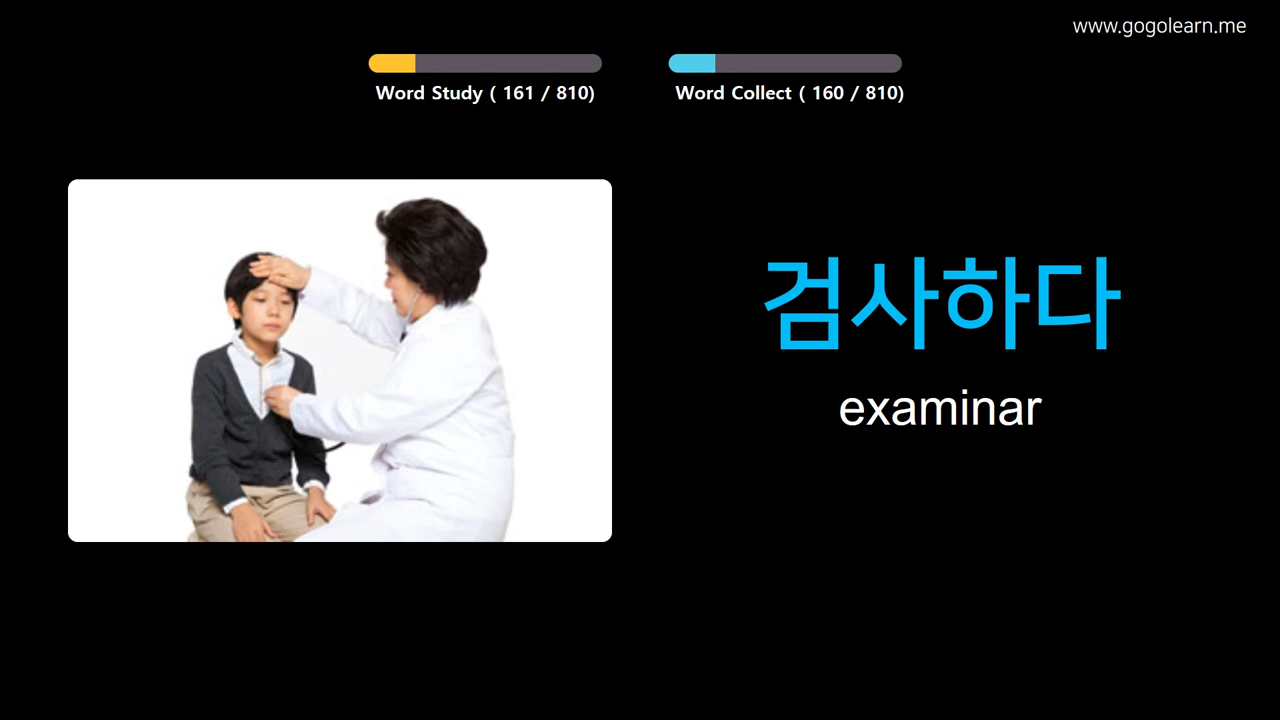 www.gogolearn.me
Word Study ( 161 / 810)
Word Collect ( 160 / 810)
검사하다
examinar